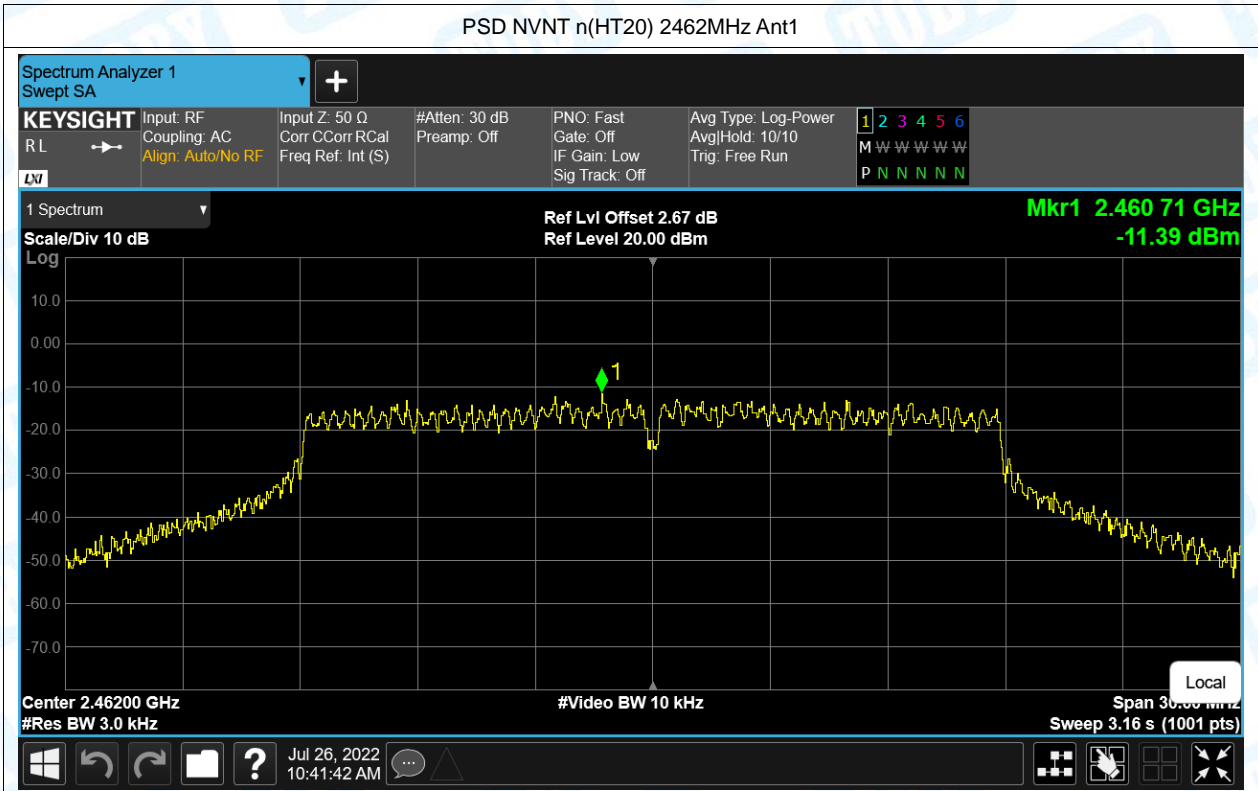 PSD NVNT n(HT20) 2462MHz Ant1
Spectrum Analyzer 1
Swept SA
KEYSIGHT
RL
LXI
Input: RF
Coupling: AC
Align: Auto/No RF
Input Z: 50 Ω
Corr CCorr RCal
Freq Ref: Int (S)
#Atten: 30 dB
Preamp: Off
PNO: Fast
Gate: Off
IF Gain: Low
Sig Track: Off
Avg Type: Log-Power
Avg|Hold: 10/10
Trig: Free Run
1 2 3 4 5 6
M W W W W W
P N N N N N
1 Spectrum
Scale/Div 10 dB
Ref Lvl Offset 2.67 dB
Ref Level 20.00 dBm
Mkr1 2.460 71 GHz
-11.39 dBm
Log
10.0
0.00
-10.0
-20.0
-30.0
-40.0
-50.0
-60.0
-70.0
1
Local
Center 2.46200 GHz
#Res BW 3.0 kHz
#Video BW 10 kHz
Span 30.00 MHz
Sweep 3.16 s (1001 pts)
Jul 26, 2022
10:41:42 AM